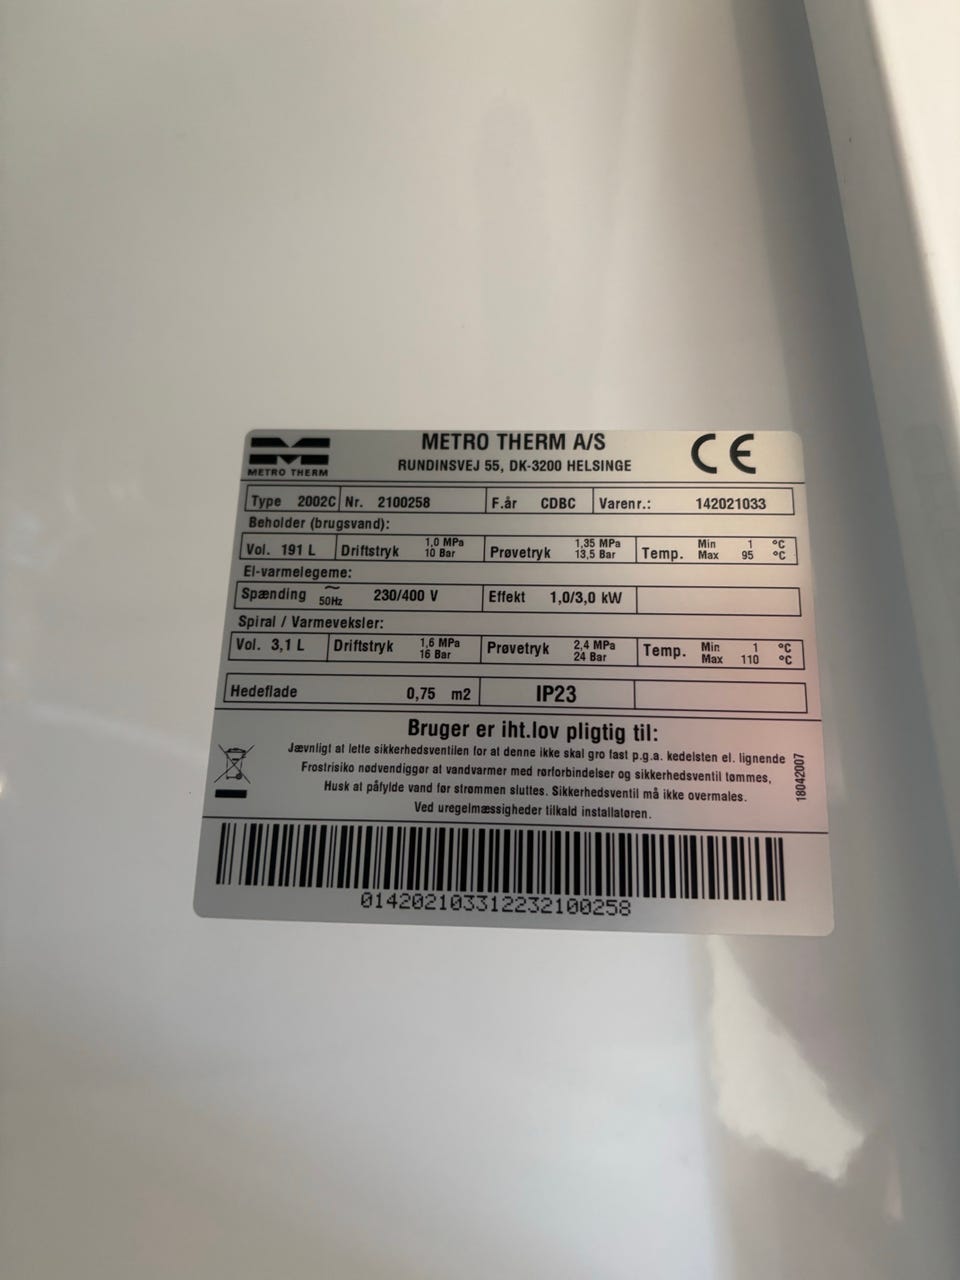 METRO THERM
METRO THERM A/S
RUNDINSVEJ 55, DK-3200 HELSINGE
CE
Type 2002C Nr. 2100258 F.år CDBC Varenr.: 142021033
Beholder (brugsvand):
Vol. 191 L Driftstryk 1,0 MPa 10 Bar Prøvetryk 1,35 MPa 13,5 Bar Temp. Min 1 °C Max 95 °C
El-varmelegeme:
Spænding ~ 50Hz 230/400 V Effekt 1,0/3,0 kW
Spiral / Varmeveksler:
Vol. 3,1 L Driftstryk 1,6 MPa 16 Bar Prøvetryk 2,4 MPa 24 Bar Temp. Min 1 °C Max 110 °C
Hedeflade 0,75 m2 IP23
Bruger er iht.lov pligtig til:
Jævnligt at lette sikkerhedsventilen for at denne ikke skal gro fast p.g.a. kedelsten el. lignende
Frostrisiko nødvendiggør at vandvarmer med rørforbindelser og sikkerhedsventil tømmes,
Husk at påfylde vand før strømmen sluttes. Sikkerhedsventil må ikke overmales.
Ved uregelmæssigheder tilkald installatøren.
18042007
0142021033122321002​58